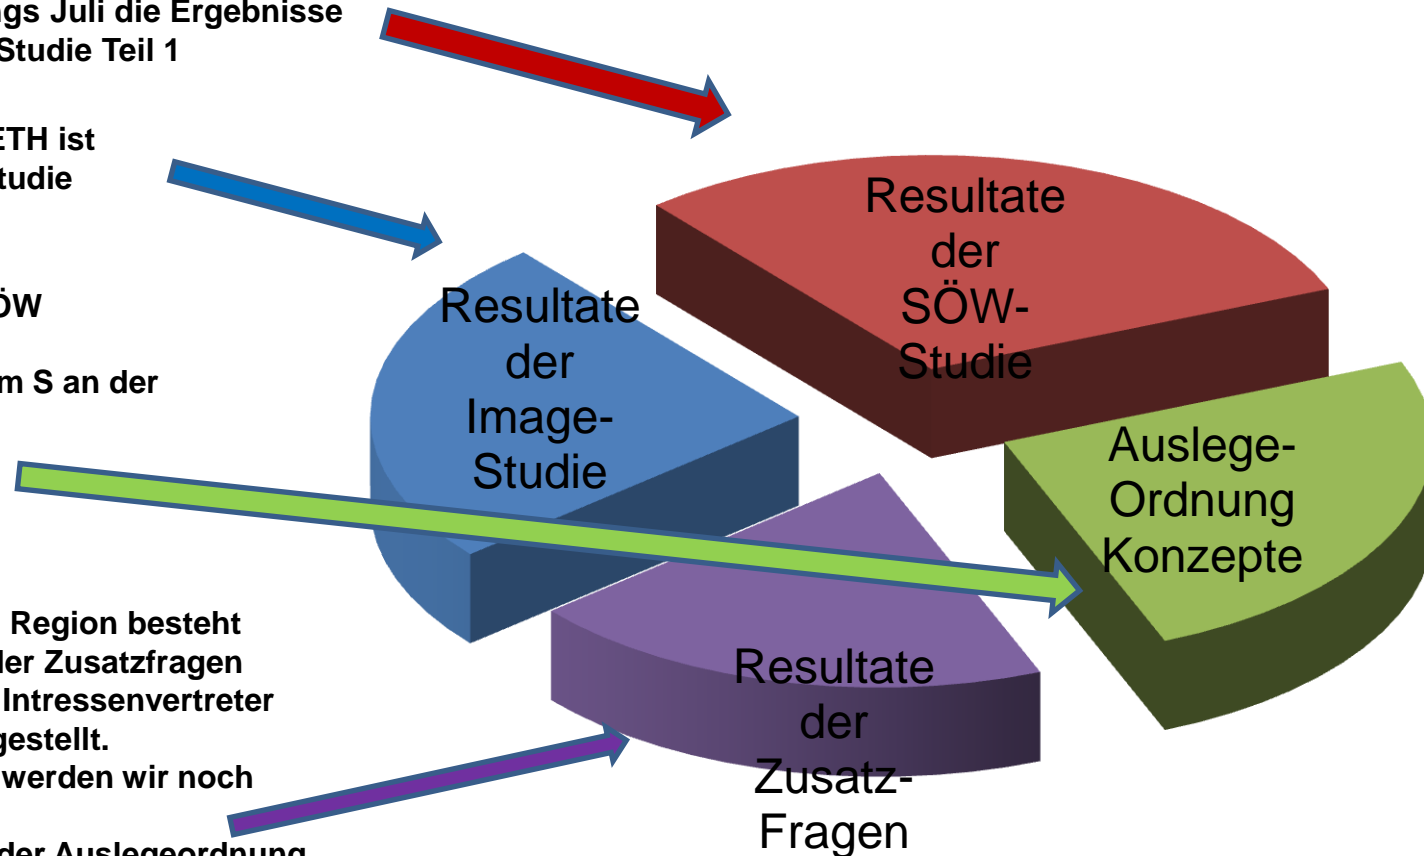 ngs Juli die Ergebnisse
Studie Teil 1
ETH ist
tudie
ÖW
m S an der
Region besteht
der Zusatzfragen
Intressenvertreter
gestellt.
werden wir noch
der Auslegeordnung
Resultate
der
SÖW-
Studie
Resultate
der
Image-
Studie
Auslege-
Ordnung
Konzepte
Resultate
der
Zusatz-
Fragen